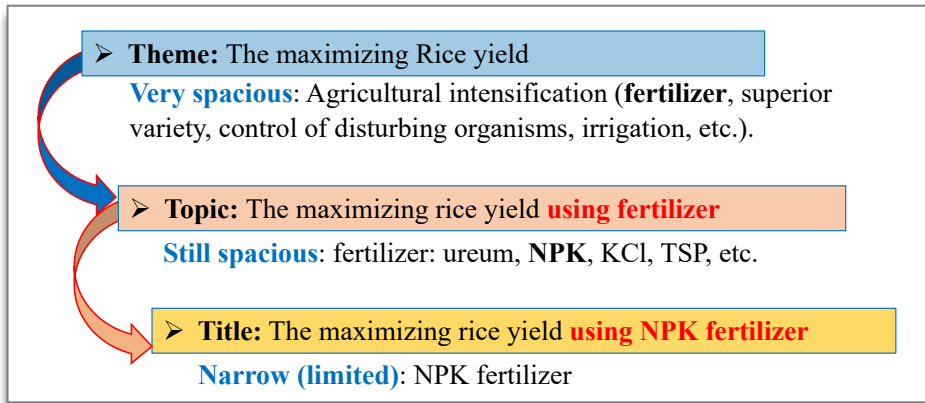 ➢ Theme: The maximizing Rice yield
Very spacious: Agricultural intensification (fertilizer, superior
variety, control of disturbing organisms, irrigation, etc.).
➢ Topic: The maximizing rice yield using fertilizer
Still spacious: fertilizer: ureum, NPK, KCl, TSP, etc.
➢ Title: The maximizing rice yield using NPK fertilizer
Narrow (limited): NPK fertilizer